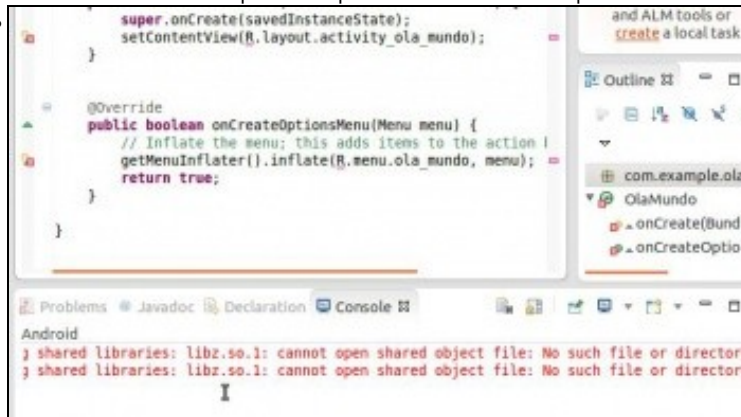 super.onCreate(savedInstanceState);
setContentView(R.layout.activity_ola_mundo);
}
@Override
public boolean onCreateOptionsMenu(Menu menu) {
// Inflate the menu; this adds items to the action
getMenuInflater().inflate(R.menu.ola_mundo, menu);
return true;
}
}
and ALM tools or
create a local task
Outline
com.example.ola
OlaMundo
onCreate(Bund
onCreateOptio
Problems Javadoc Declaration Console
Android
g shared libraries: libz.so.1: cannot open shared object file: No such file or director
g shared libraries: libz.so.1: cannot open shared object file: No such file or director